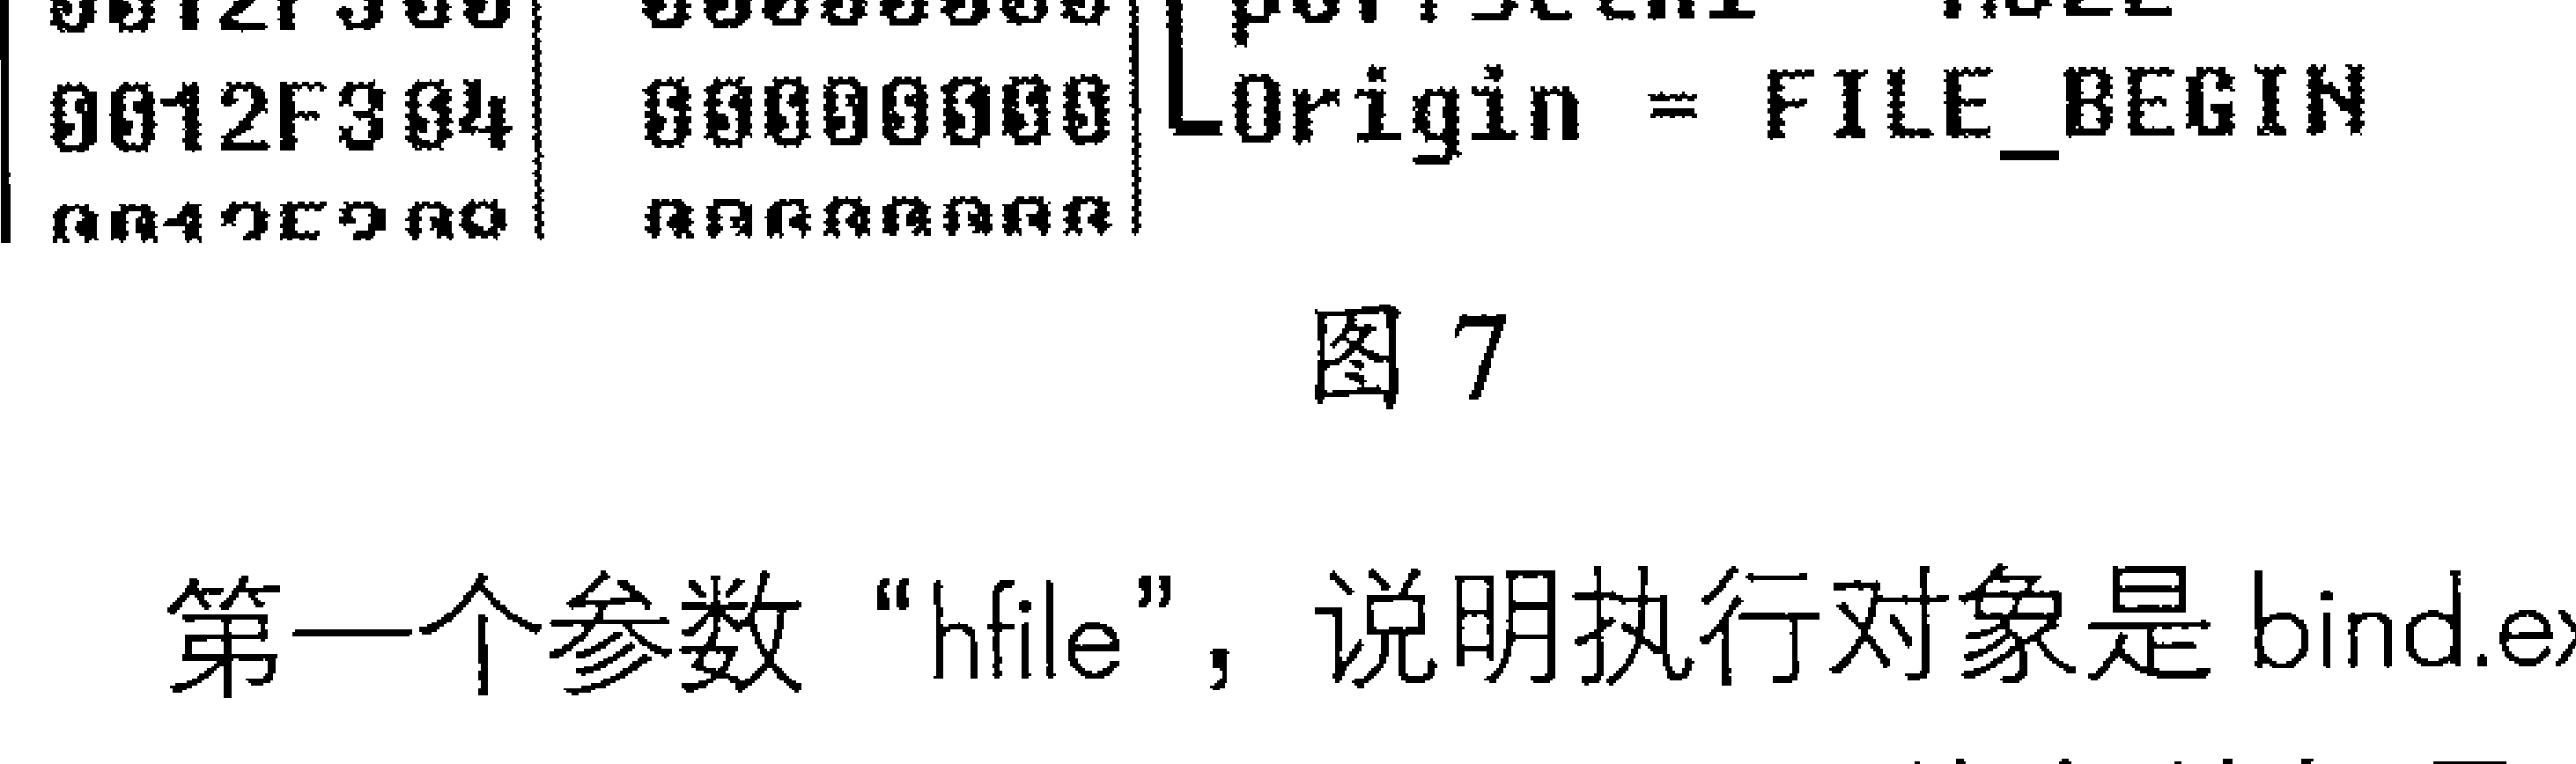 0012F304 00000000 Origin = FILE_BEGIN
图 7
第一个参数“hfile”，说明执行对象是 bind.ex